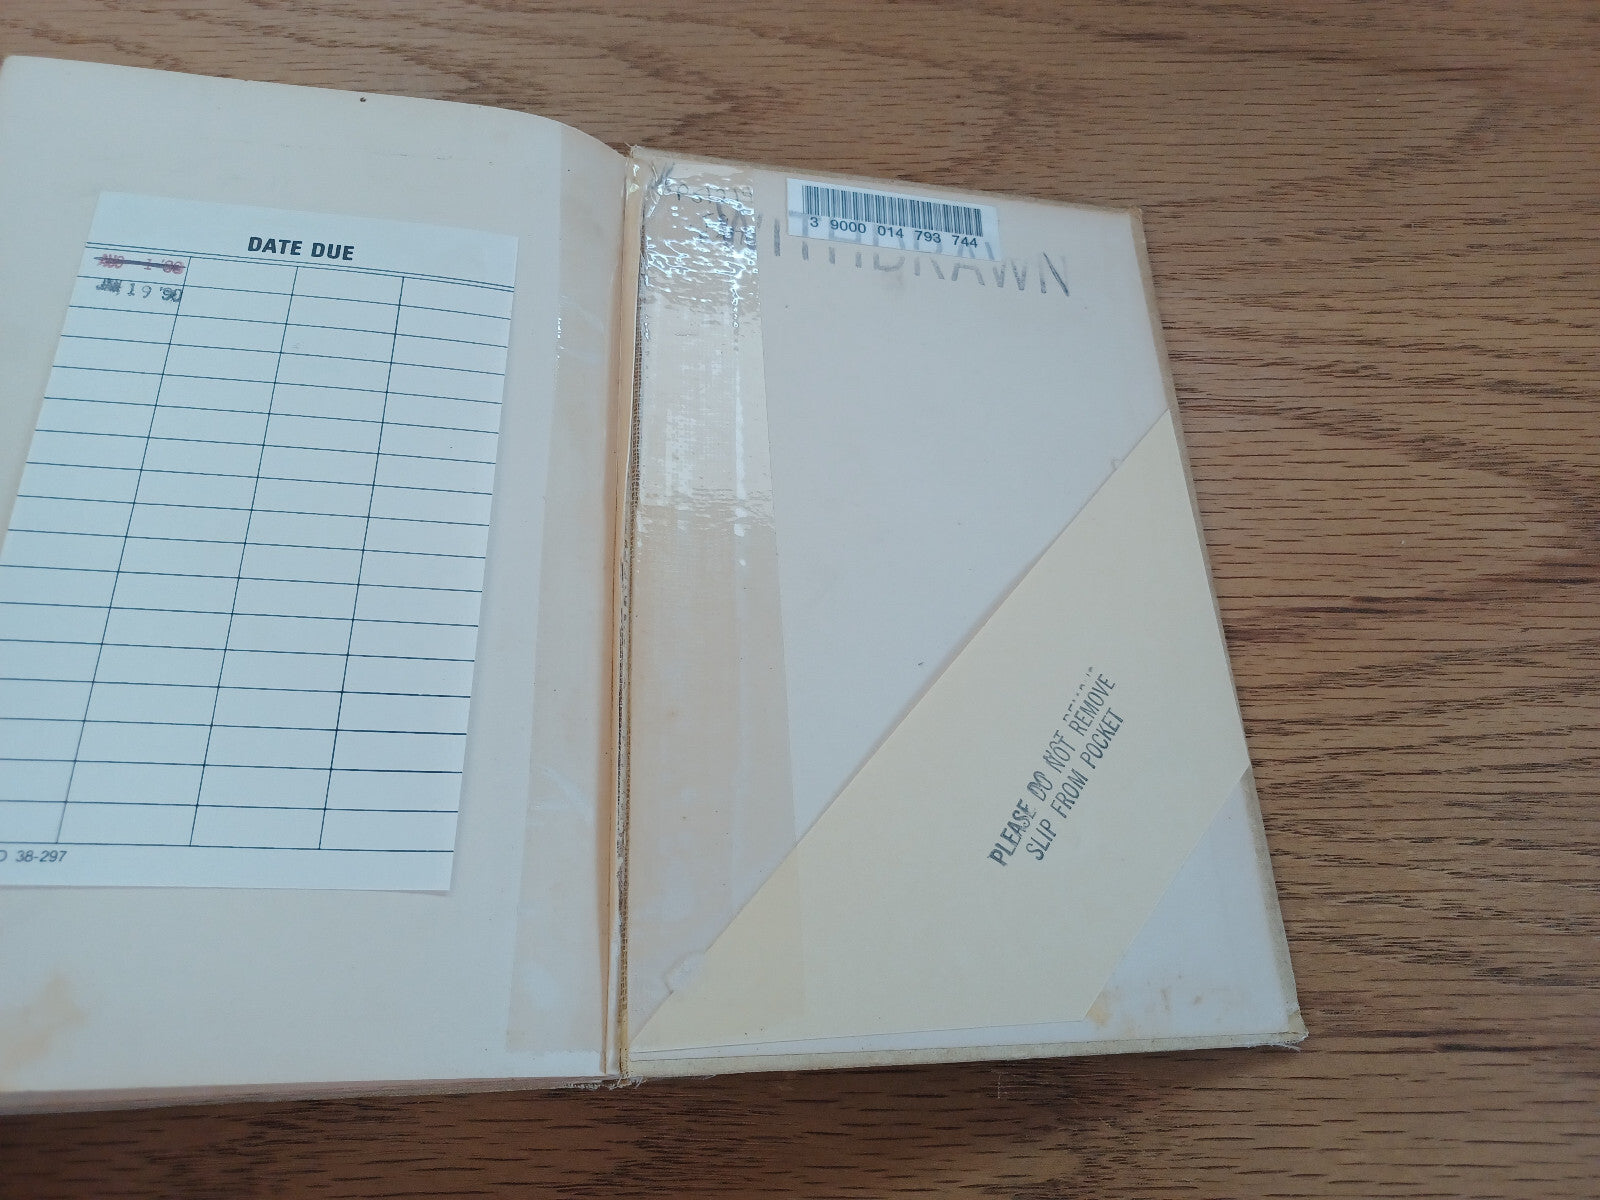 DATE DUE
19 '90
38-297
3 9000 014 793 744
WITHDRAWN
PLEASE DO NOT REMOVE
SLIP FROM POCKET